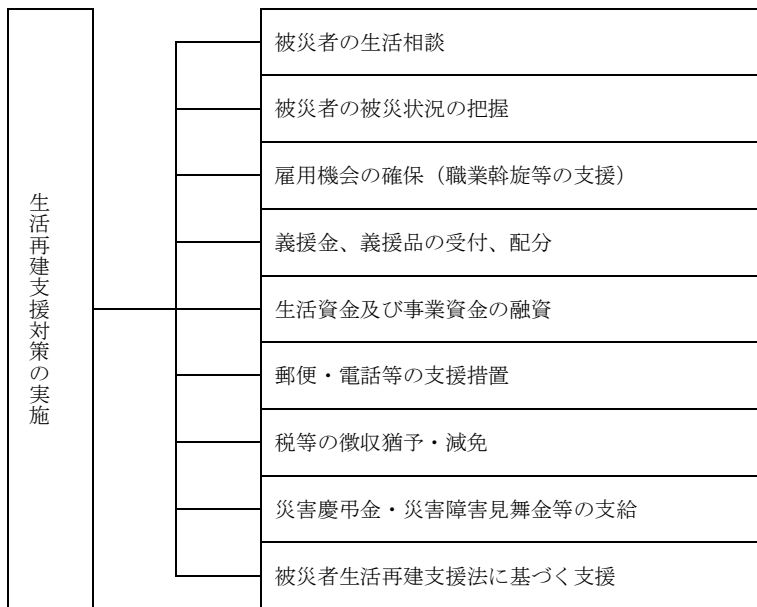 生活再建支援対策の実施
被災者の生活相談
被災者の被災状況の把握
雇用機会の確保（職業斡旋等の支援）
義援金、義援品の受付、配分
生活資金及び事業資金の融資
郵便・電話等の支援措置
税等の徴収猶予・減免
災害慶弔金・災害障害見舞金等の支給
被災者生活再建支援法に基づく支援